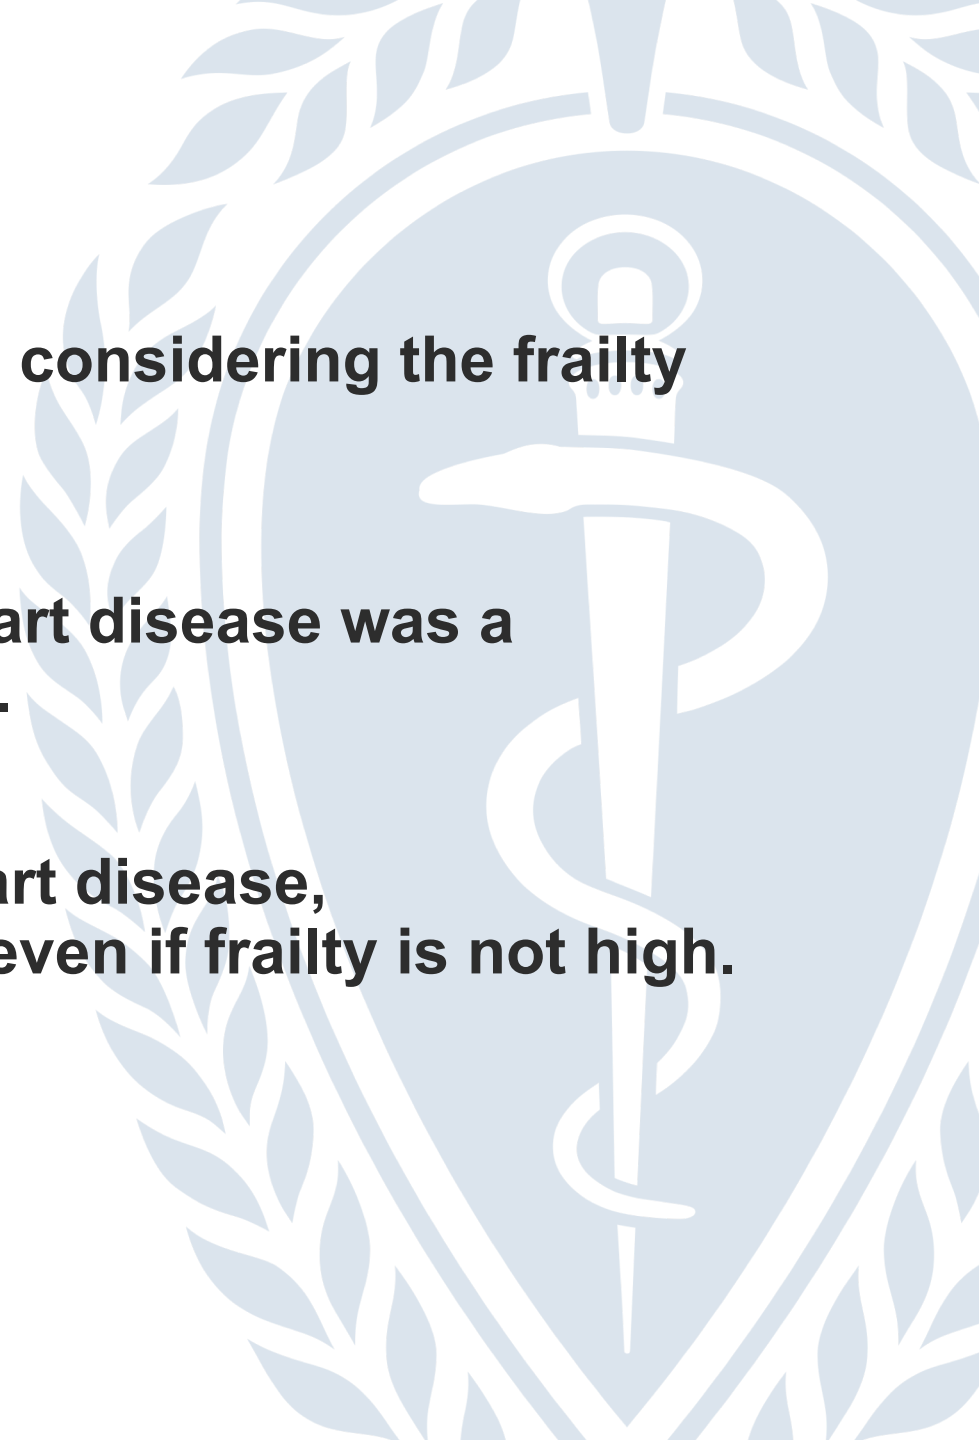 considering the frailty
art disease was a
.
art disease,
even if frailty is not high.